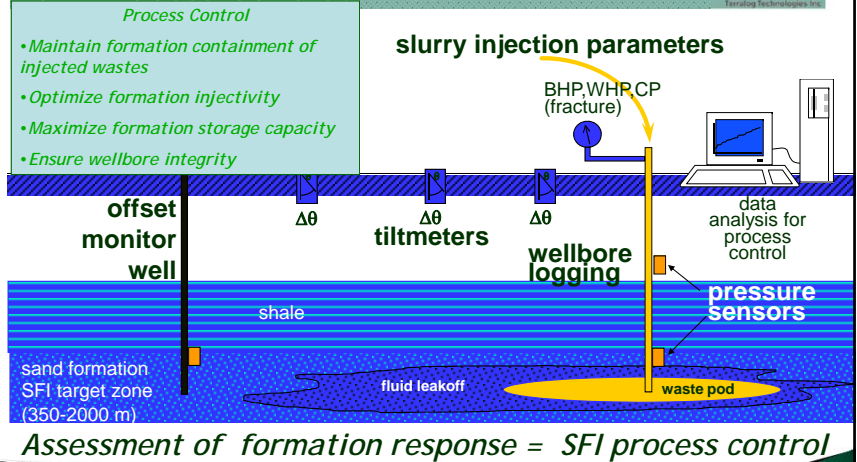 Terralog Technologies Inc.
Process Control
•Maintain formation containment of
injected wastes
•Optimize formation injectivity
•Maximize formation storage capacity
•Ensure wellbore integrity
slurry injection parameters
BHP,WHP,CP
(fracture)
offset
monitor
well
Δθ
Δθ
Δθ
tiltmeters
wellbore
logging
data
analysis for
process
control
pressure
sensors
shale
sand formation
SFI target zone
(350-2000 m)
fluid leakoff
waste pod
Assessment of formation response = SFI process control